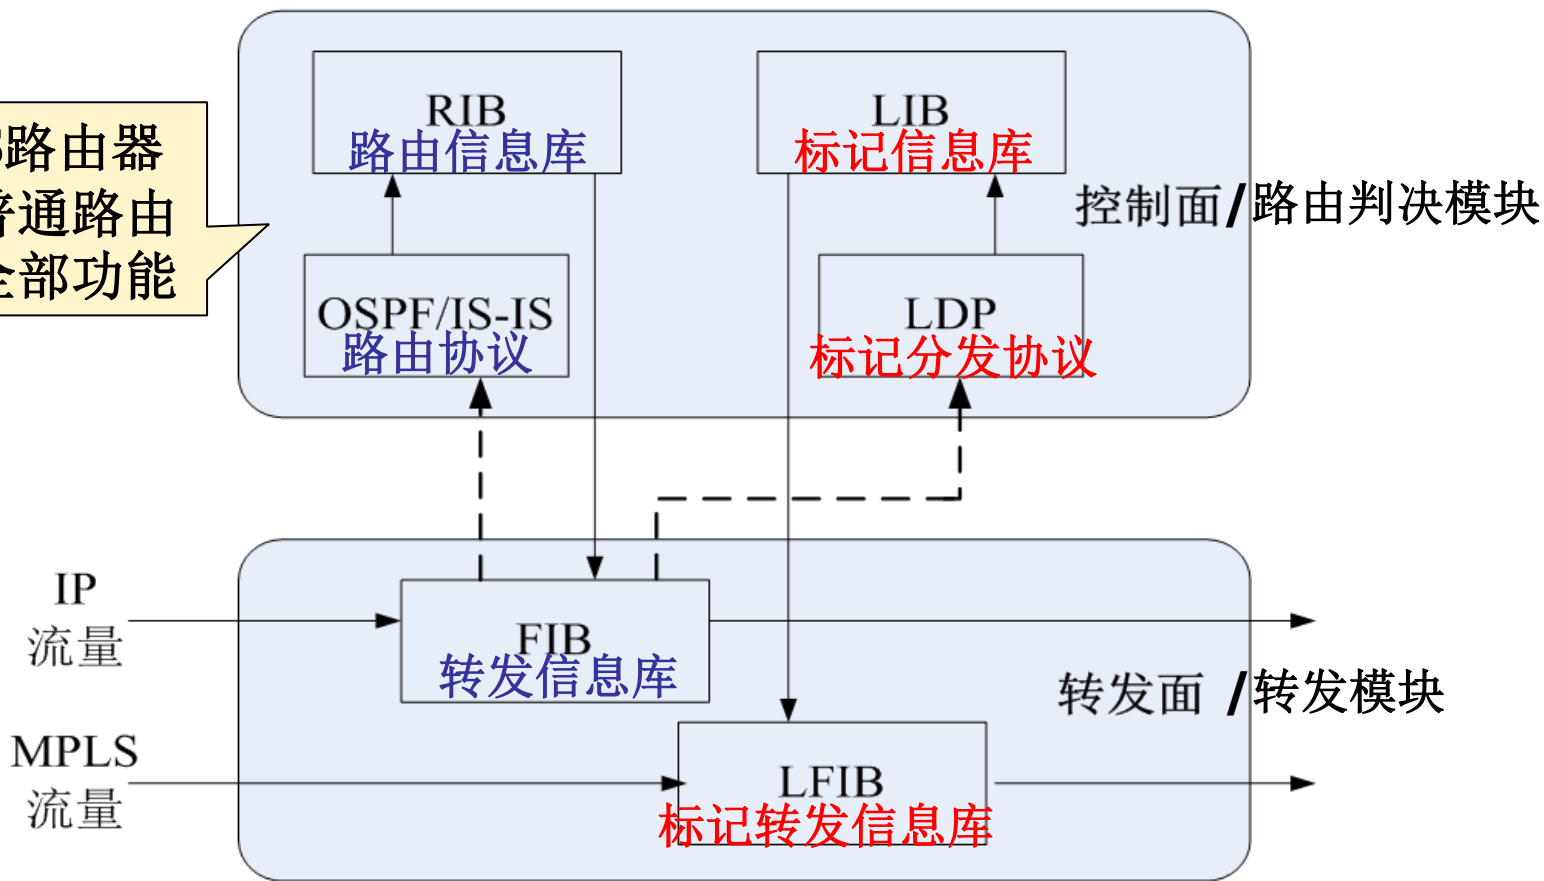 RIB
路由信息库
LIB
标记信息库
路由器
普通路由
全部功能
控制面/路由判决模块
OSPF/IS-IS
路由协议
LDP
标记分发协议
IP
流量
FIB
转发信息库
转发面 /转发模块
MPLS
流量
LFIB
标记转发信息库